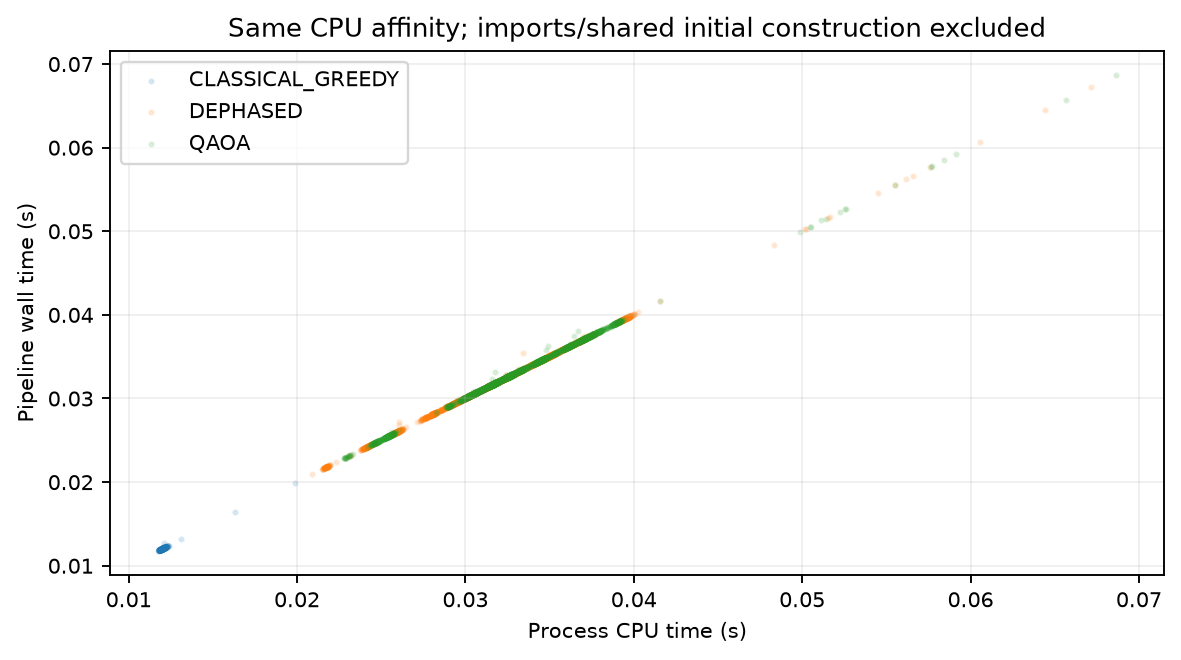 Same CPU affinity; imports/shared initial construction excluded
CLASSICAL_GREEDY
DEPHASED
QAOA
Pipeline wall time (s)
0.07
0.06
0.05
0.04
0.03
0.02
0.01
0.01 0.02 0.03 0.04 0.05 0.06 0.07
Process CPU time (s)